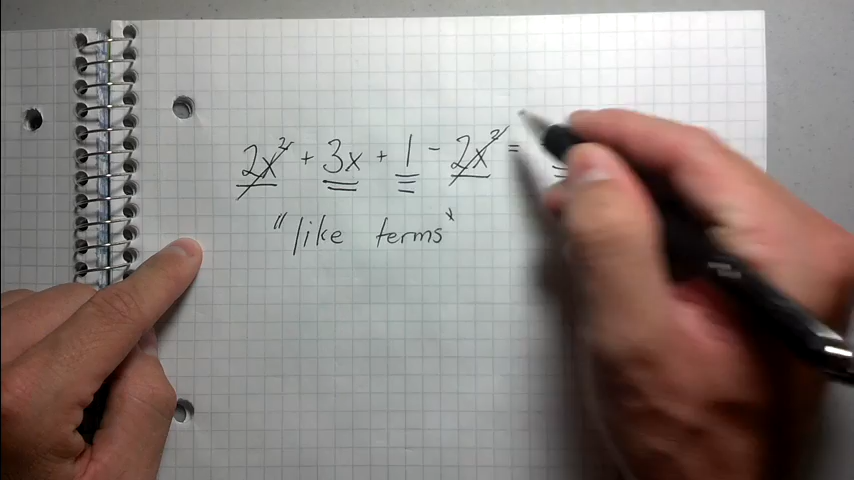 2x² + 3x + 1 - 2x² =
"like terms"